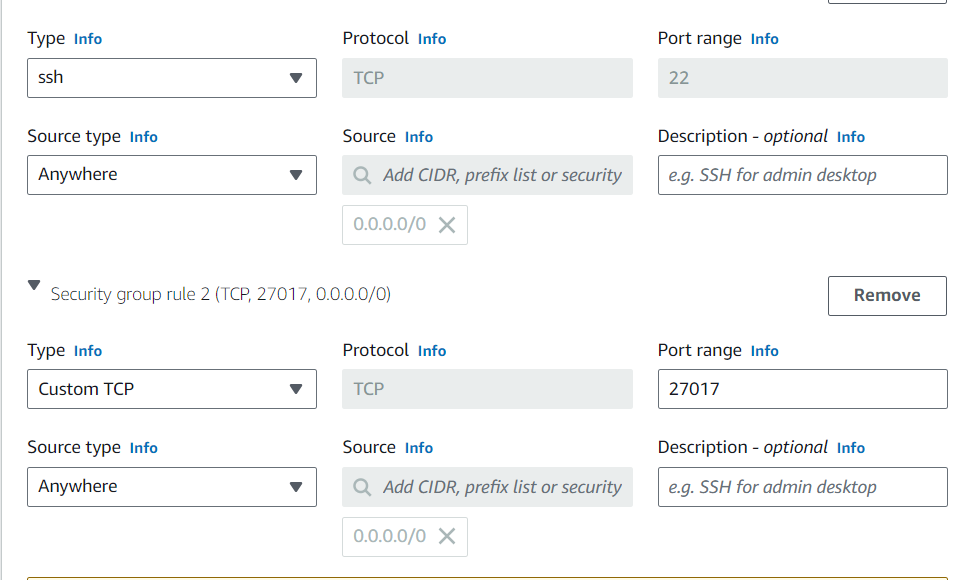 Type Info Protocol Info Port range Info
ssh TCP 22
Source type Info Source Info Description - optional Info
Anywhere Add CIDR, prefix list or security e.g. SSH for admin desktop
0.0.0.0/0
Security group rule 2 (TCP, 27017, 0.0.0.0/0) Remove
Type Info Protocol Info Port range Info
Custom TCP TCP 27017
Source type Info Source Info Description - optional Info
Anywhere Add CIDR, prefix list or security e.g. SSH for admin desktop
0.0.0.0/0